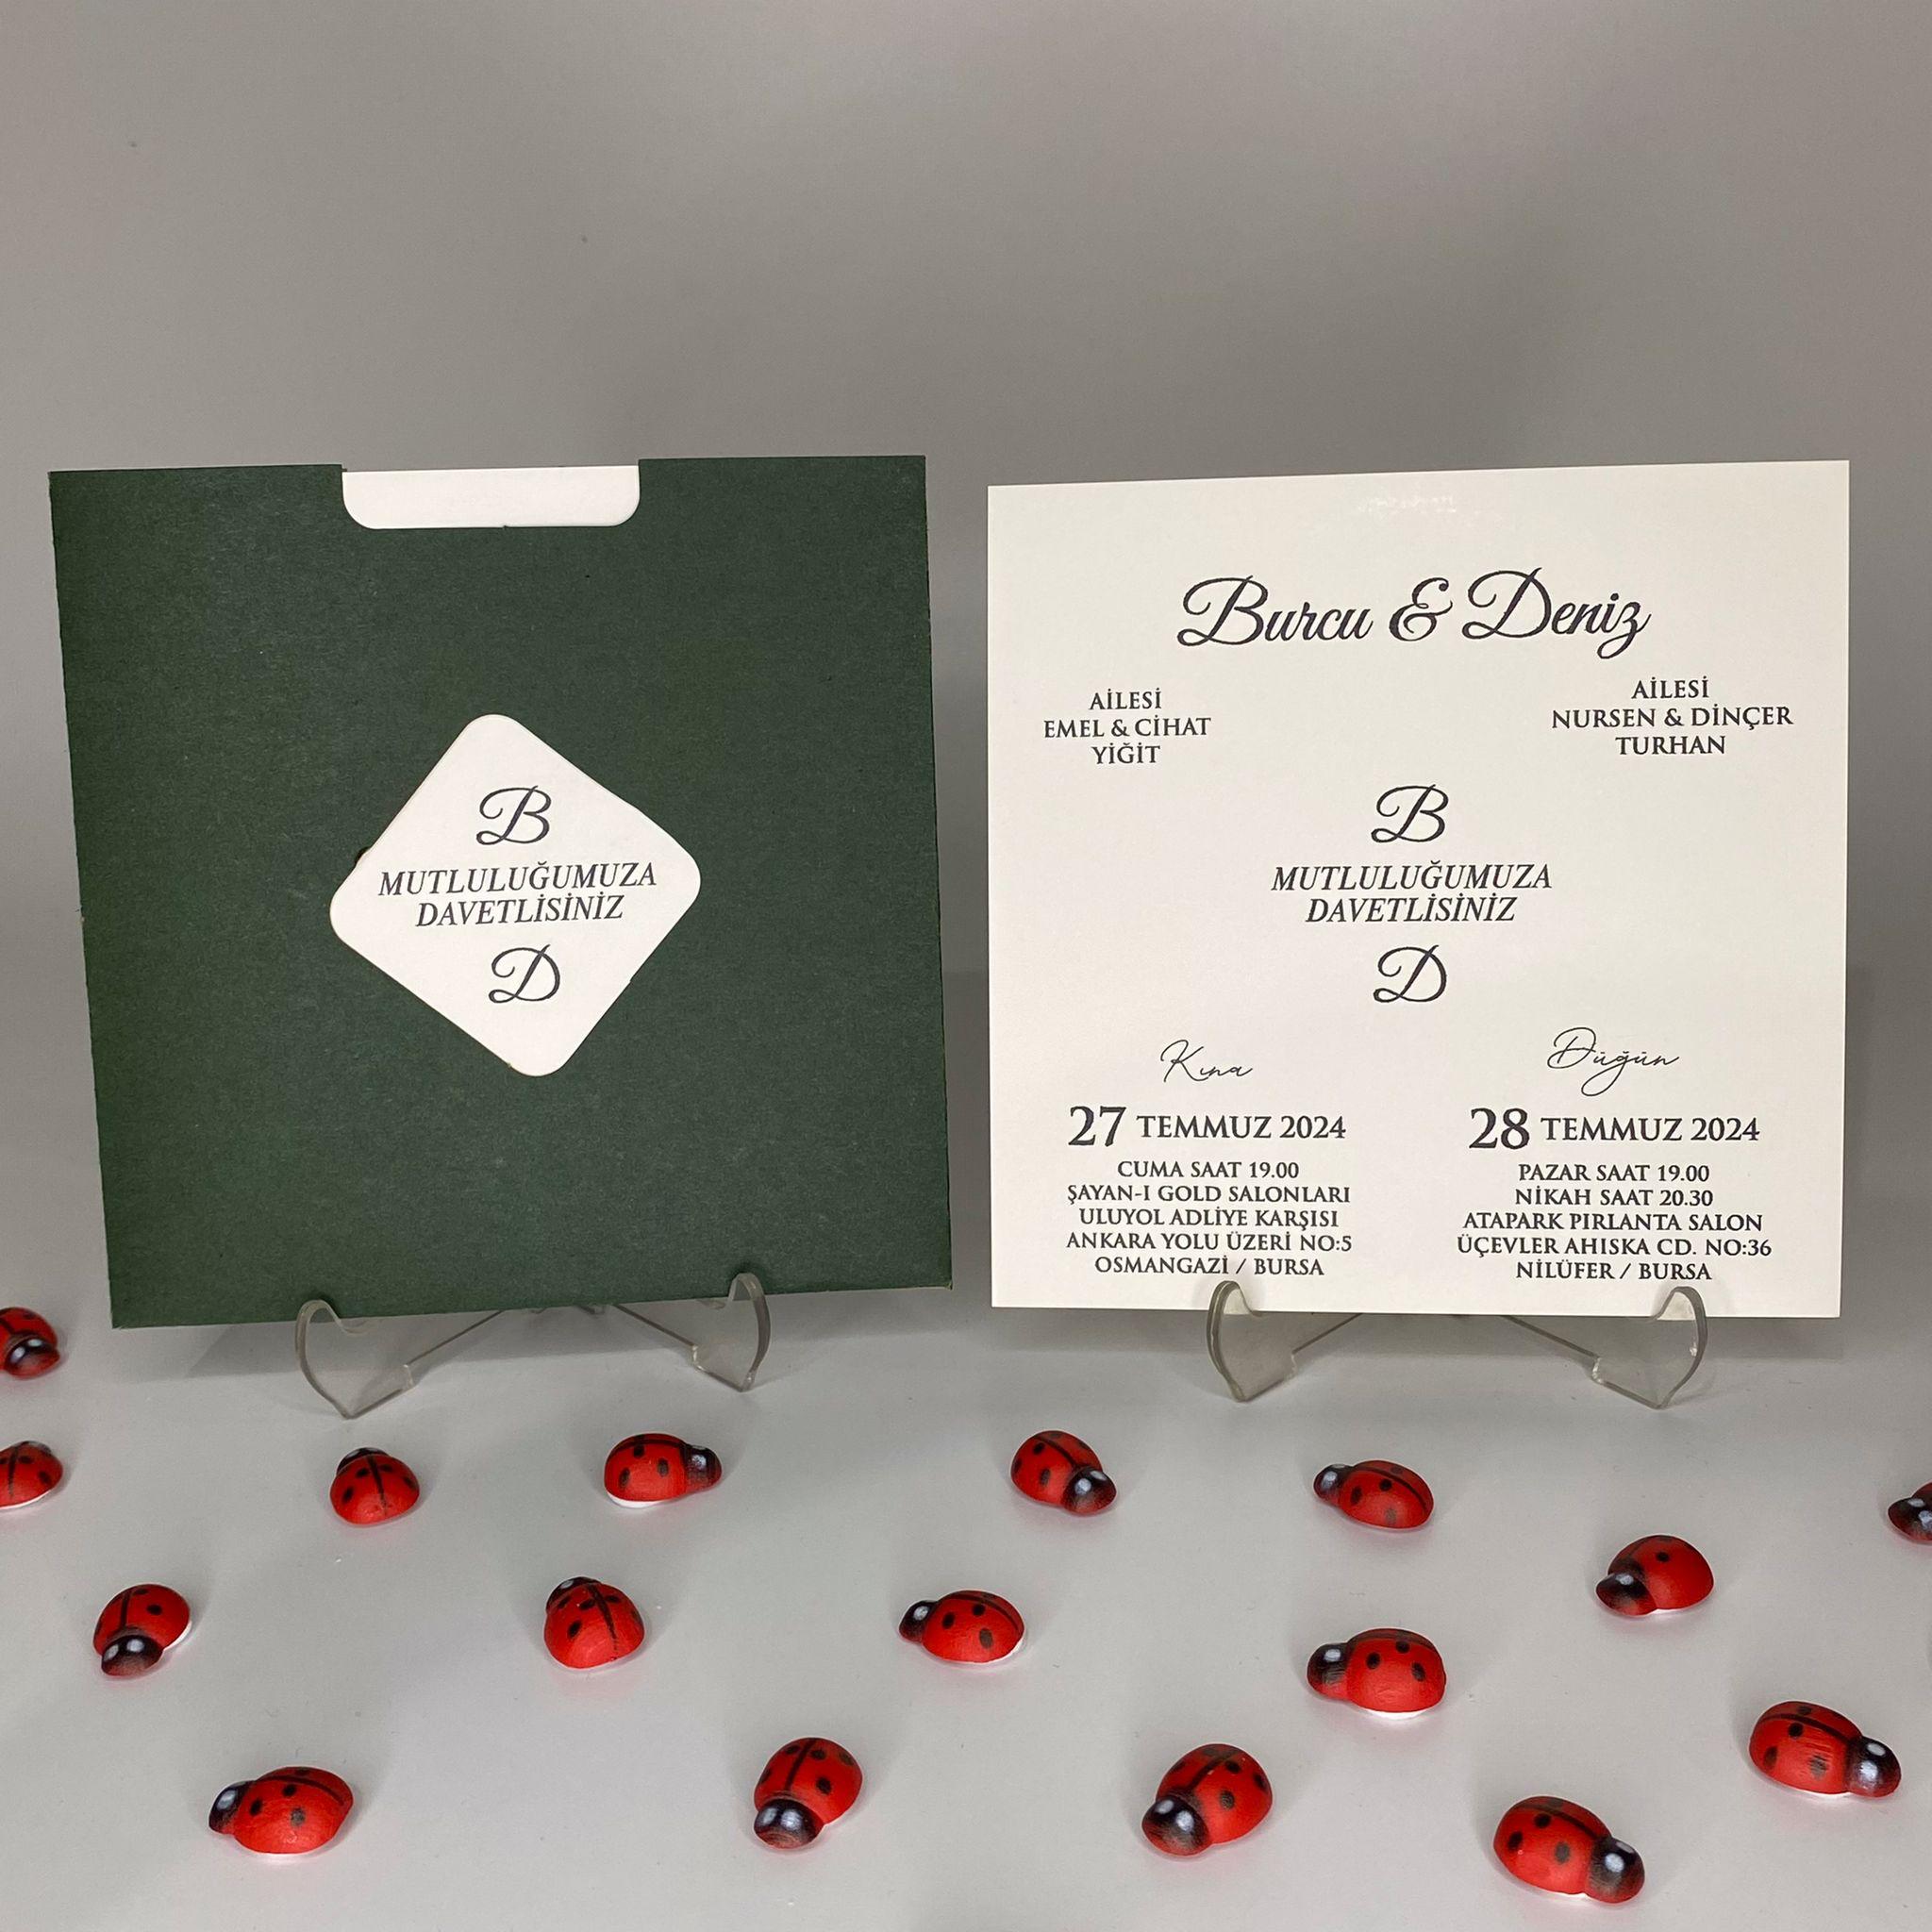 B
MUTLULUĞUMUZA
DAVETLİSİNİZ
D
Burcu & Deniz
AİLESİ
EMEL & CİHAT
YİĞİT
AİLESİ
NURSEN & DİNÇER
TURHAN
B
MUTLULUĞUMUZA
DAVETLİSİNİZ
D
Kına
27 TEMMUZ 2024
CUMA SAAT 19.00
ŞAYAN-I GOLD SALONLARI
ULUYOL ADLİYE KARŞISI
ANKARA YOLU ÜZERİ NO:5
OSMANGAZİ / BURSA
Düğün
28 TEMMUZ 2024
PAZAR SAAT 19.00
NİKAH SAAT 20.30
ATAPARK PIRLANTA SALON
ÜÇEVLER AHISKA CD. NO:36
NİLÜFER / BURSA